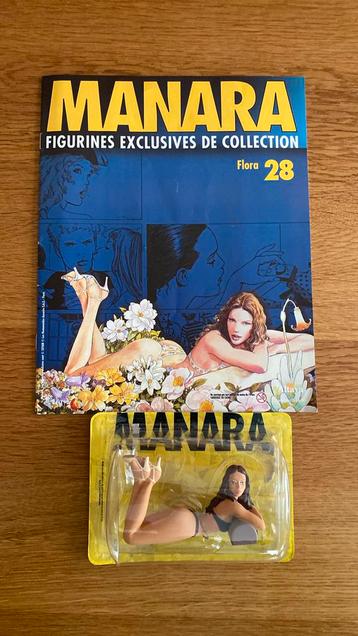 MANARA
FIGURINES EXCLUSIVES DE COLLECTION
Flora 28
MANARA